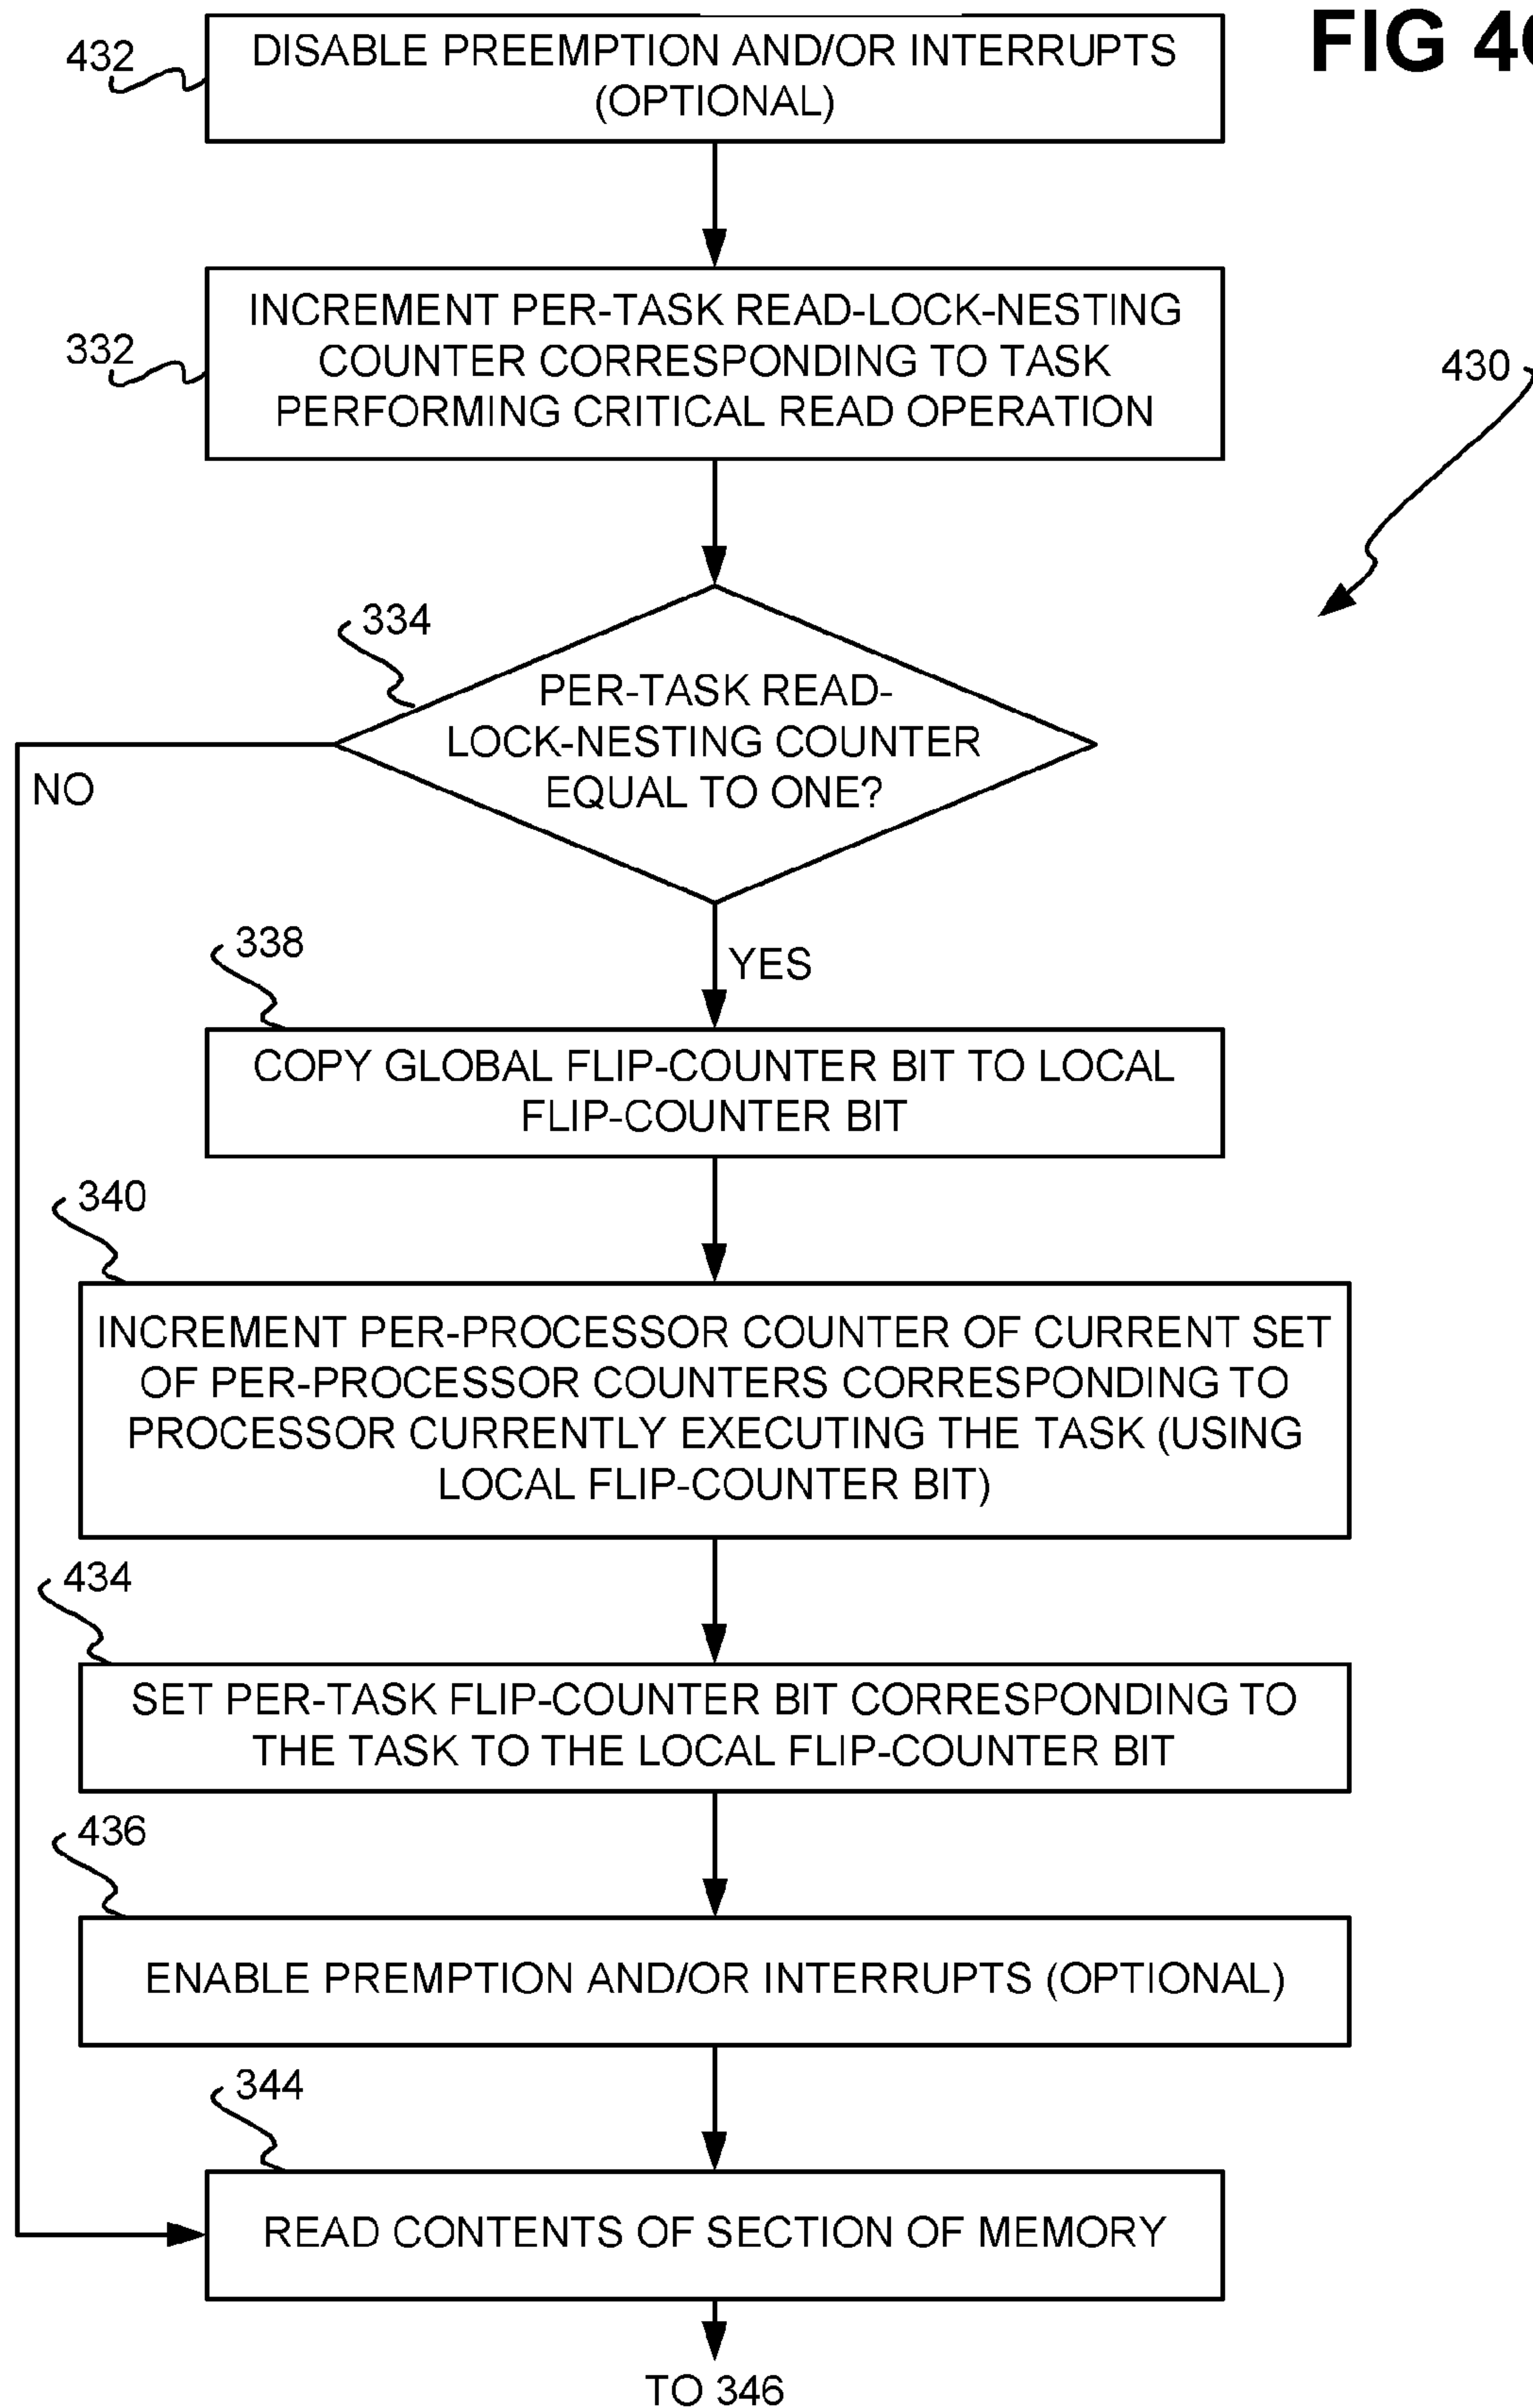 FIG 4
432
DISABLE PREEMPTION AND/OR INTERRUPTS
(OPTIONAL)
332
INCREMENT PER-TASK READ-LOCK-NESTING
COUNTER CORRESPONDING TO TASK
PERFORMING CRITICAL READ OPERATION
430
334
PER-TASK READ-
LOCK-NESTING COUNTER
EQUAL TO ONE?
NO
YES
338
COPY GLOBAL FLIP-COUNTER BIT TO LOCAL
FLIP-COUNTER BIT
340
INCREMENT PER-PROCESSOR COUNTER OF CURRENT SET
OF PER-PROCESSOR COUNTERS CORRESPONDING TO
PROCESSOR CURRENTLY EXECUTING THE TASK (USING
LOCAL FLIP-COUNTER BIT)
434
SET PER-TASK FLIP-COUNTER BIT CORRESPONDING TO
THE TASK TO THE LOCAL FLIP-COUNTER BIT
436
ENABLE PREMPTION AND/OR INTERRUPTS (OPTIONAL)
344
READ CONTENTS OF SECTION OF MEMORY
TO 346